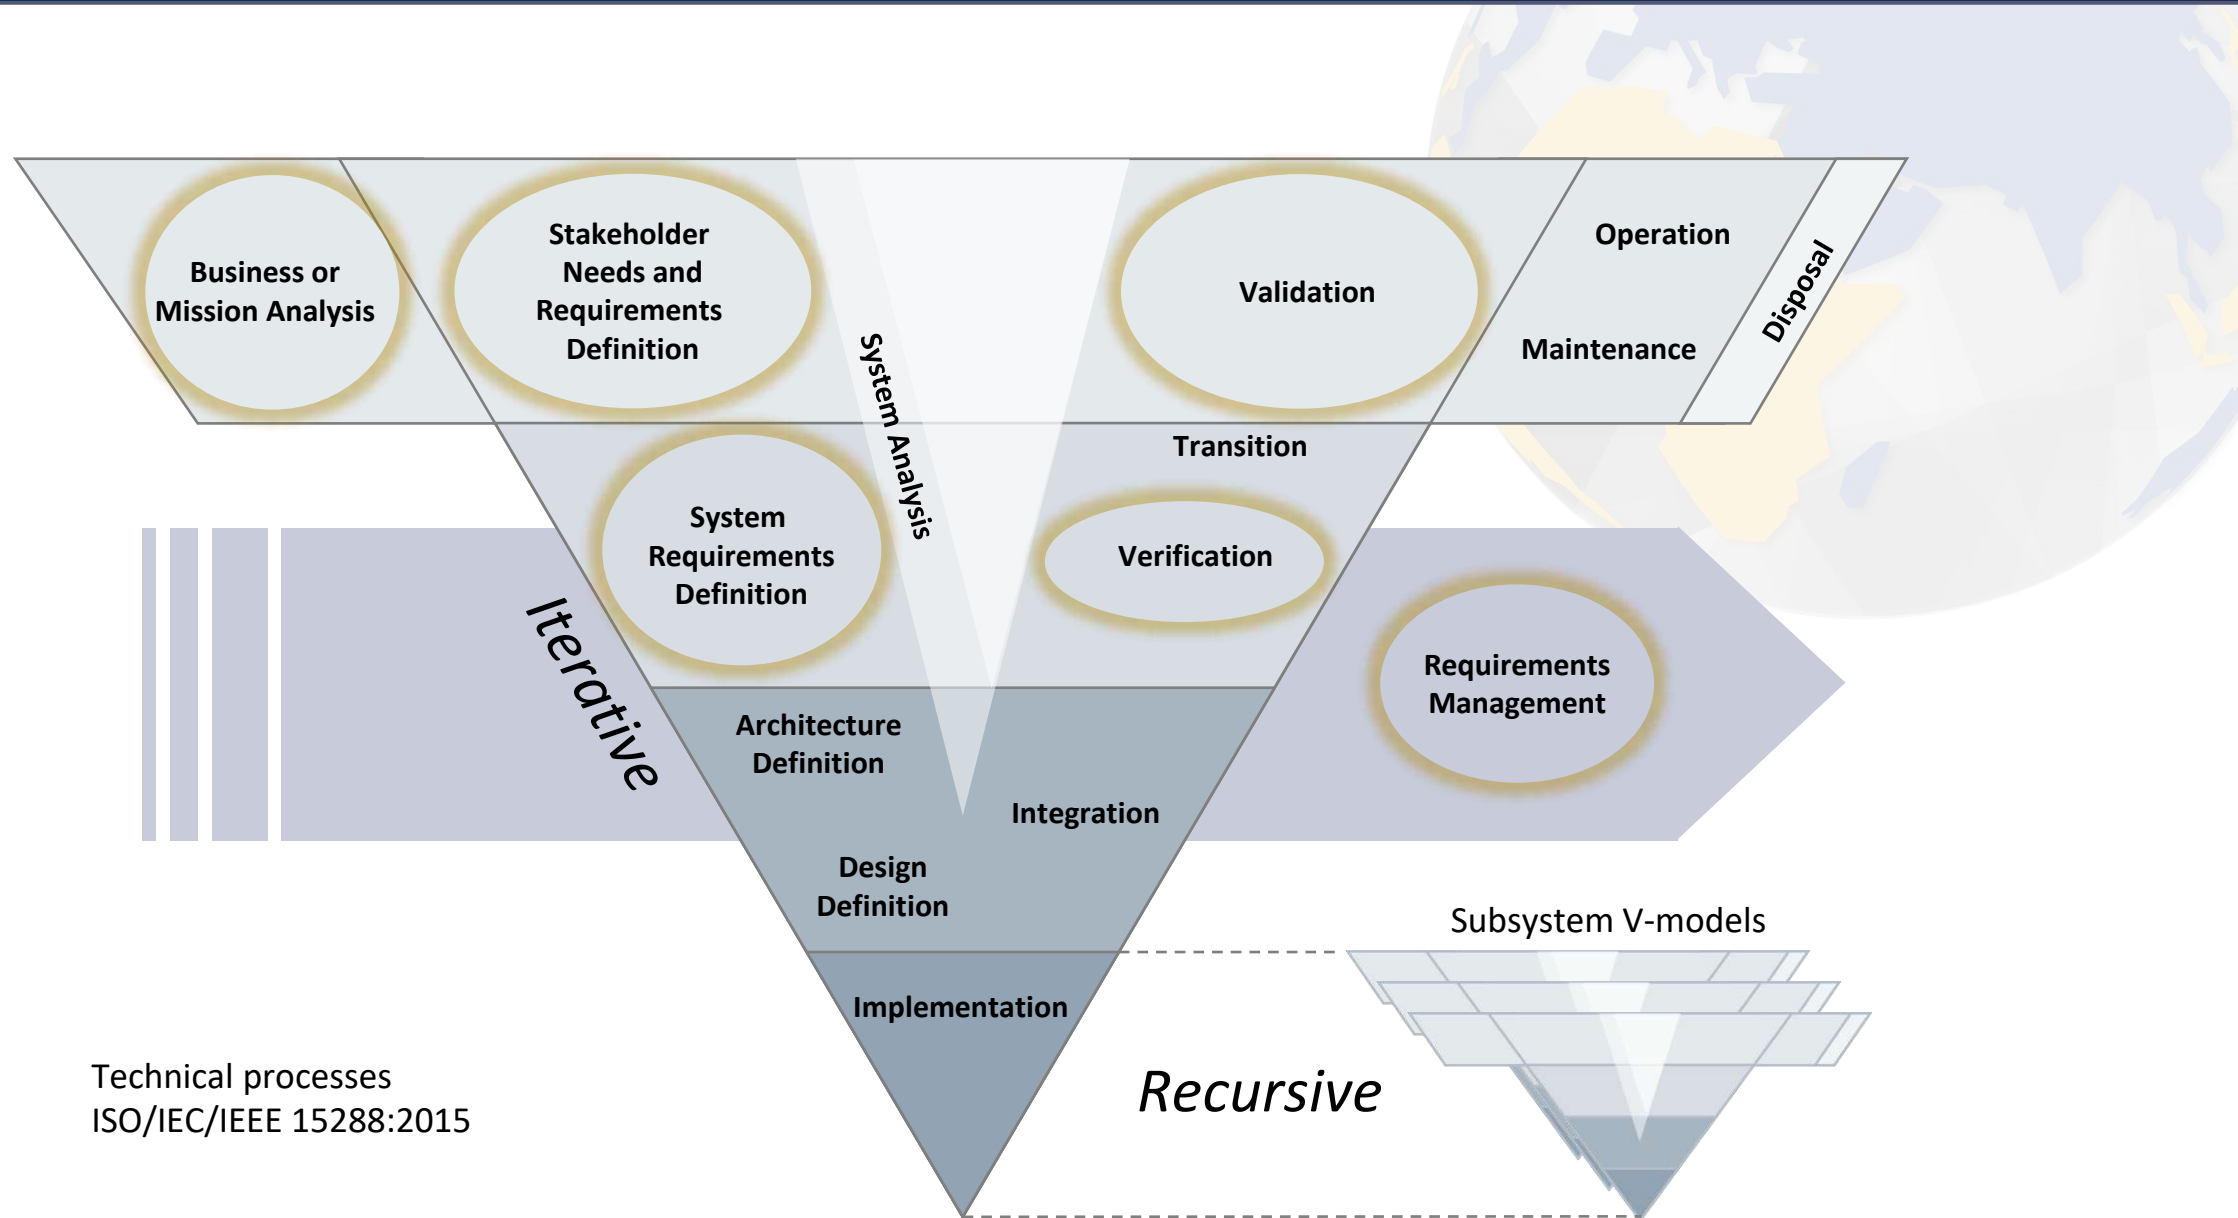 Business or
Mission Analysis
Stakeholder
Needs and
Requirements
Definition
System Analysis
Validation
Operation
Maintenance
Disposal
System
Requirements
Definition
Transition
Verification
Iterative
Requirements
Management
Architecture
Definition
Integration
Design
Definition
Implementation
Subsystem V-models
Recursive
Technical processes
ISO/IEC/IEEE 15288:2015